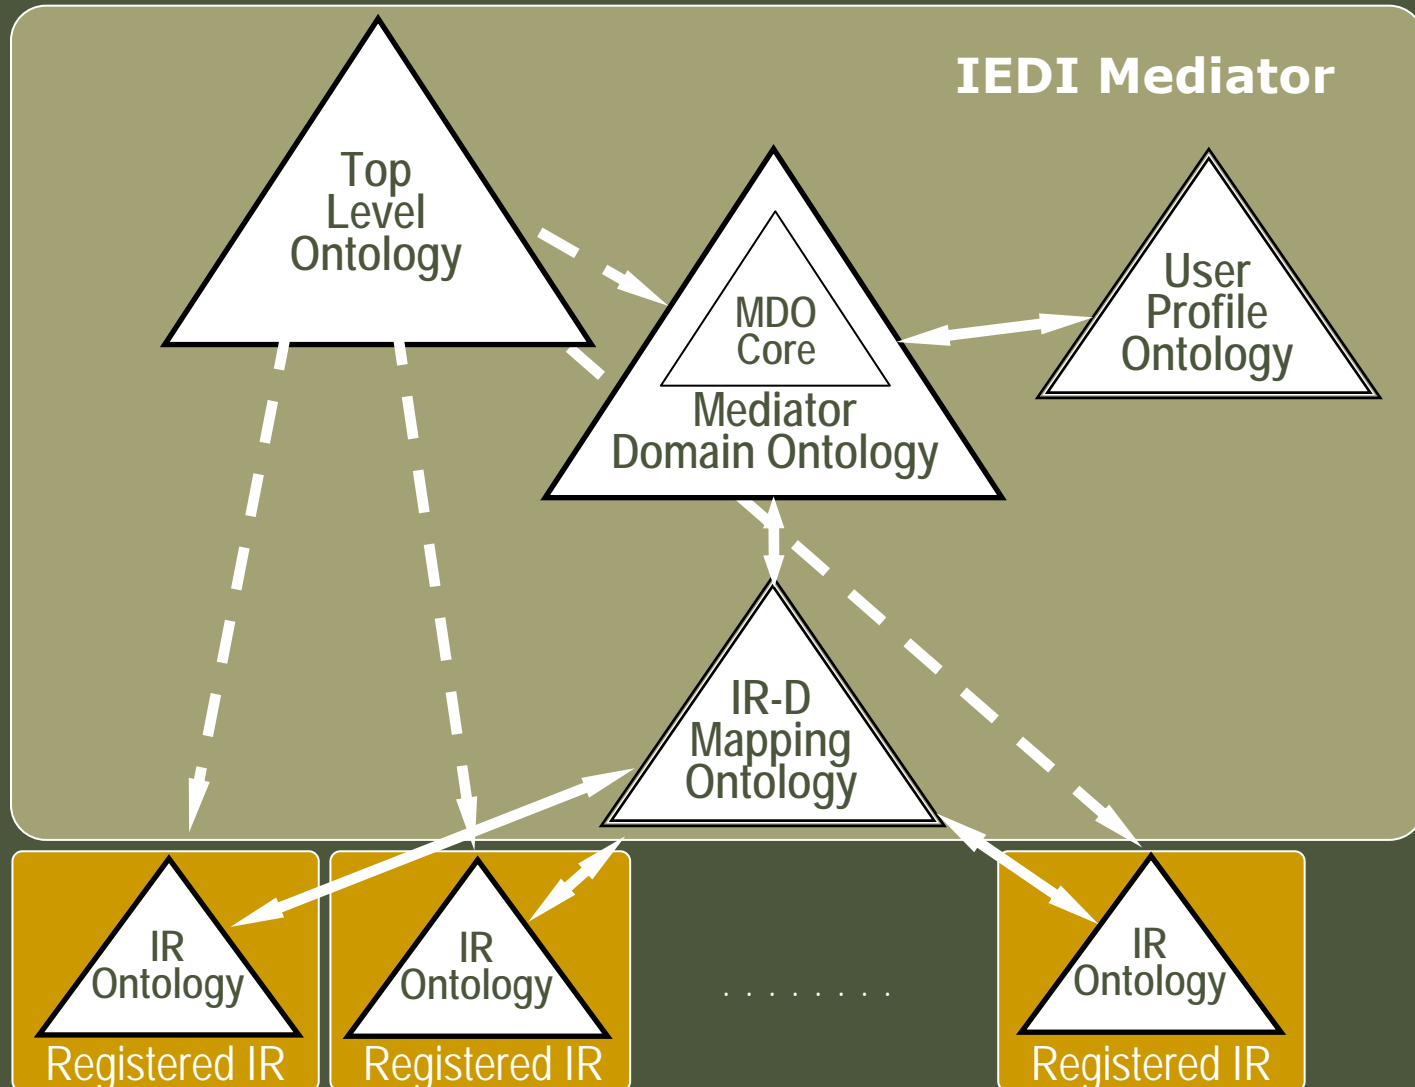 IEDI Mediator
Top
Level
Ontology
MDO
Core
Mediator
Domain Ontology
User
Profile
Ontology
IR-D
Mapping
Ontology
IR
Ontology
Registered IR
IR
Ontology
Registered IR
. . . . . . . .
IR
Ontology
Registered IR